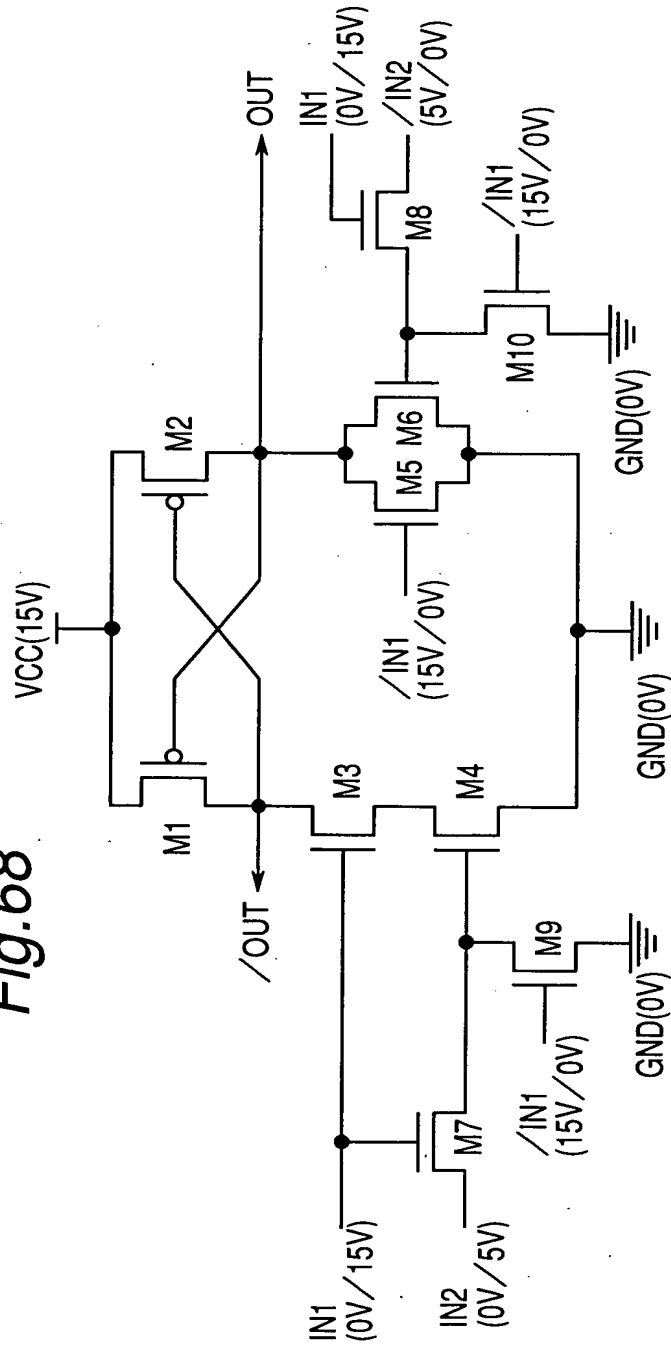 Fig.68
VCC(15V)
M1
M2
/OUT
OUT
M3
M4
M5
M6
/IN1
(15V/0V)
IN1
(0V/15V)
/IN2
(5V/0V)
M8
/IN1
(15V/0V)
M10
GND(0V)
IN1
(0V/15V)
M7
IN2
(0V/5V)
/IN1
(15V/0V)
M9
GND(0V)
GND(0V)